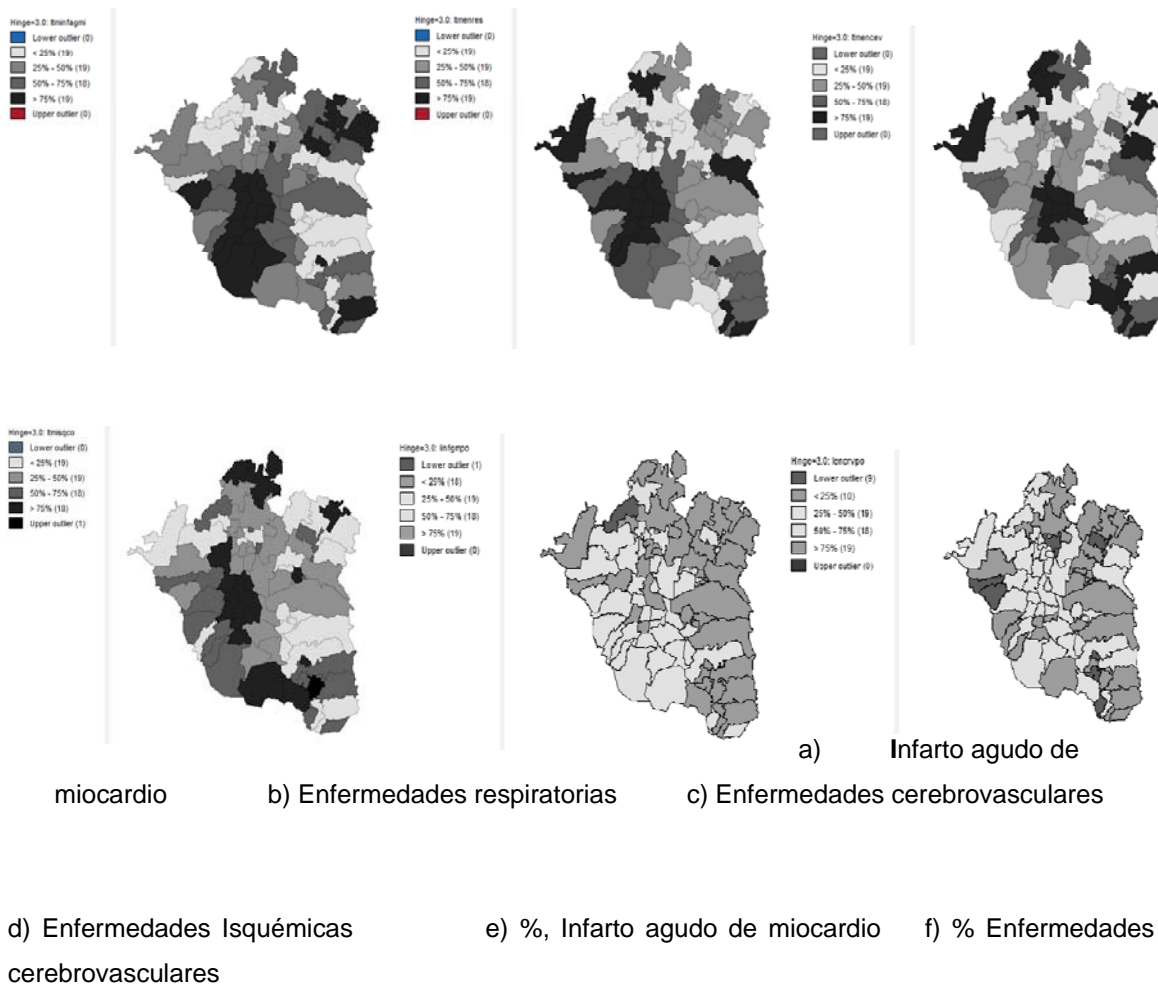 Hinge=3.0: ltminfagmi
Lower outlier (0)
< 25% (19)
25% - 50% (19)
50% - 75% (18)
> 75% (19)
Upper outlier (0)
Hinge=3.0: ltmenres
Lower outlier (0)
< 25% (19)
25% - 50% (19)
50% - 75% (18)
> 75% (19)
Upper outlier (0)
Hinge=3.0: ltmencev
Lower outlier (0)
< 25% (19)
25% - 50% (19)
50% - 75% (18)
> 75% (19)
Upper outlier (0)
Hinge=3.0: ltmisqco
Lower outlier (0)
< 25% (19)
25% - 50% (19)
50% - 75% (18)
> 75% (18)
Upper outlier (1)
Hinge=3.0:
Lower outlier (1)
< 25% (18)
25% - 50% (19)
50% - 75% (18)
> 75% (19)
Upper outlier (0)
Hinge=3.0:
Lower outlier (9)
< 25% (10)
25% - 50% (19)
50% - 75% (18)
> 75% (19)
Upper outlier (0)
a) Infarto agudo de
miocardio b) Enfermedades respiratorias c) Enfermedades cerebrovasculares
d) Enfermedades Isquémicas e) %, Infarto agudo de miocardio f) % Enfermedades
cerebrovasculares